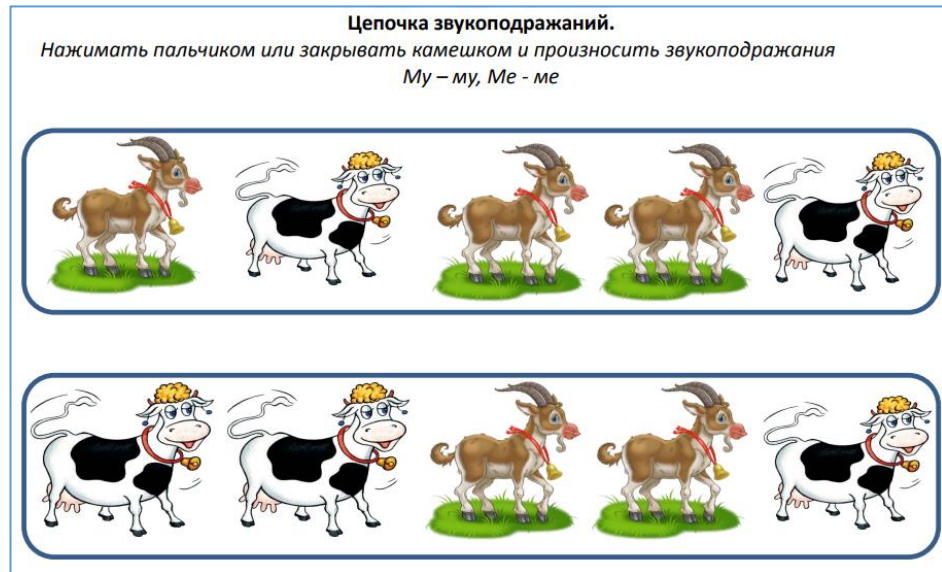 Цепочка звукоподражаний.
Нажимать пальчиком или закрывать камешком и произносить звукоподражания
Му – му, Ме - ме